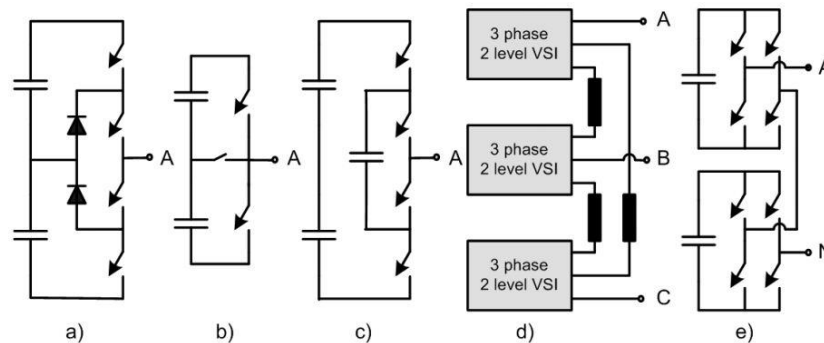 A
A
A
3 phase
2 level VSI
A
3 phase
2 level VSI
B
3 phase
2 level VSI
C
A
N
a)
b)
c)
d)
e)